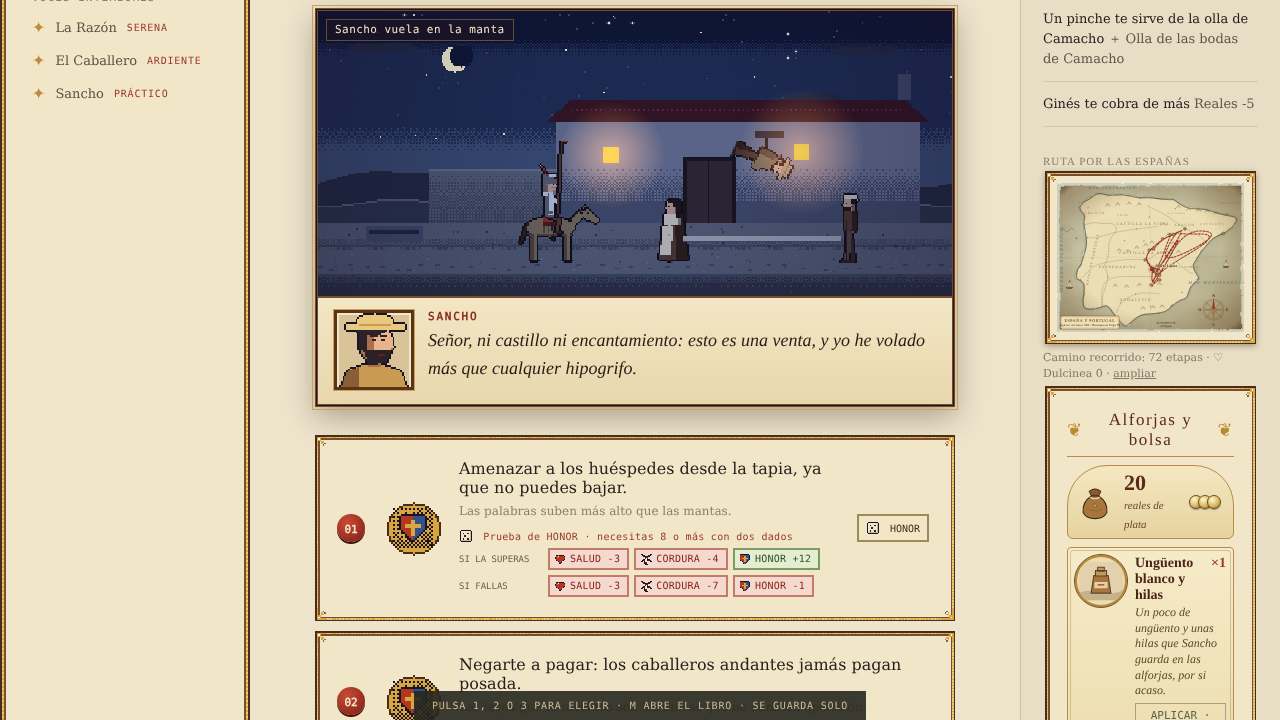 La Razón SERENA
El Caballero ARDIENTE
Sancho PRÁCTICO
Sancho vuela en la manta
SANCHO
Señor, ni castillo ni encantamiento: esto es una venta, y yo he volado
más que cualquier hipogrifo.
01
Amenazar a los huéspedes desde la tapia, ya
que no puedes bajar.
Las palabras suben más alto que las mantas.
Prueba de HONOR · necesitas 8 o más con dos dados
SI LA SUPERAS SALUD -3 CORDURA -4 HONOR +12
SI FALLAS SALUD -3 CORDURA -7 HONOR -1
HONOR
02
Negarte a pagar: los caballeros andantes jamás pagan
posada.
PULSA 1, 2 O 3 PARA ELEGIR · M ABRE EL LIBRO · SE GUARDA SOLO
Un pinche te sirve de la olla de
Camacho + Olla de las bodas
de Camacho
Ginés te cobra de más Reales -5
RUTA POR LAS ESPAÑAS
Camino recorrido: 72 etapas · ♡
Dulcinea 0 · ampliar
Alforjas y
bolsa
20
reales de
plata
Ungüento ×1
blanco y
hilas
Un poco de
ungüento y unas
hilas que Sancho
guarda en las
alforjas, por si
acaso.
APLICAR ·